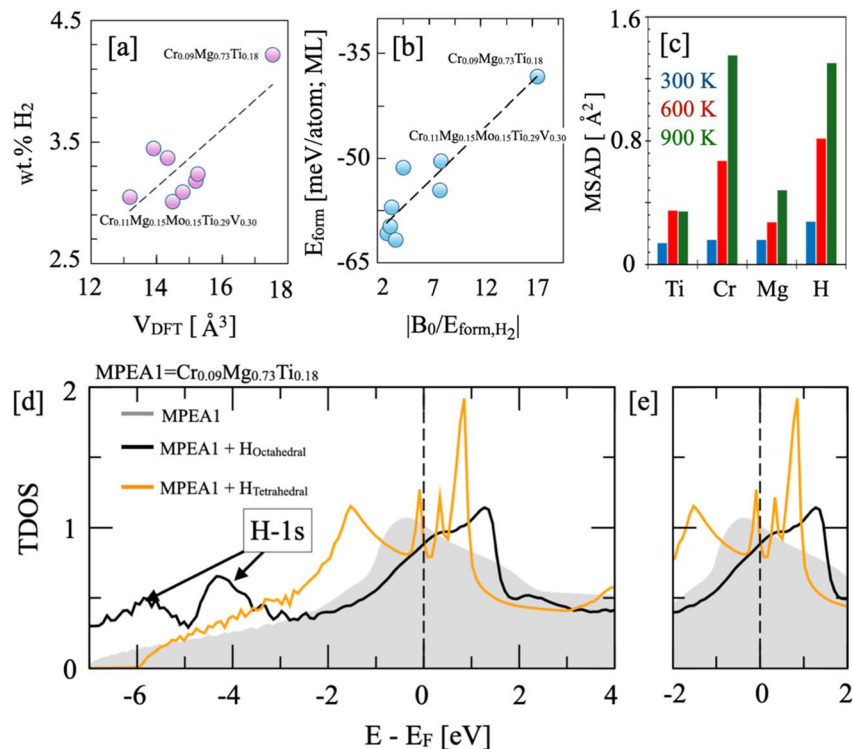 [a]
4.5
3.5
2.5
wt.% H2
Cr0.09Mg0.73Ti0.18
Cr0.11Mg0.15Mo0.15Ti0.29V0.30
12 14 16 18
VDFT [ Å3]
[b]
-35
-50
-65
Eform [meV/atom; ML]
Cr0.09Mg0.73Ti0.18
Cr0.11Mg0.15Mo0.15Ti0.29V0.30
2 7 12 17
|B0/Eform,H2|
[c]
1.6
0.8
0
MSAD [ Å2]
300 K
600 K
900 K
Ti Cr Mg H
MPEA1=Cr0.09Mg0.73Ti0.18
[d]
2
1
0
TDOS
MPEA1
MPEA1 + HOctahedral
MPEA1 + HTetrahedral
H-1s
-6 -4 -2 0 2 4
E - EF [eV]
[e]
-2 0 2